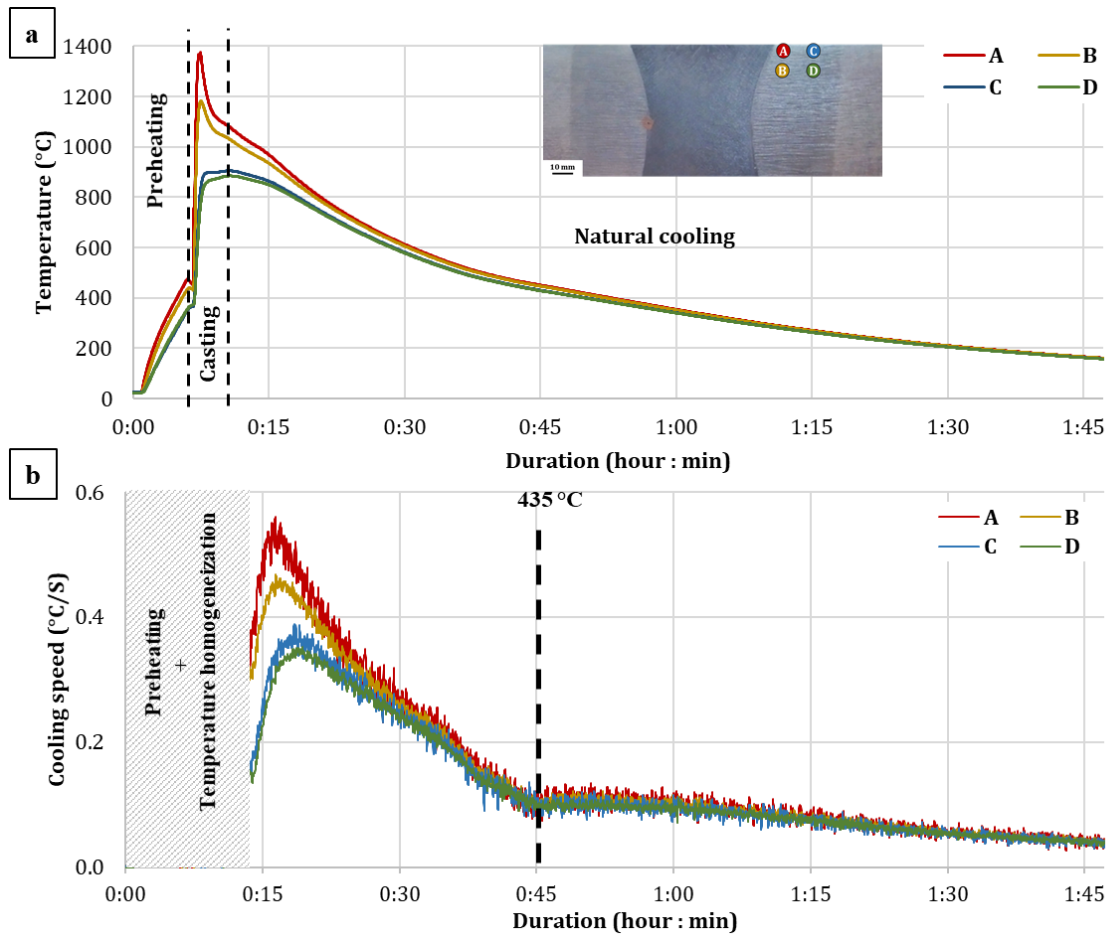 a
1400
1200
1000
800
600
400
200
0
Temperature (°C)
Preheating
Casting
Natural cooling
A
B
C
D
10 mm
A B
C D
0:00 0:15 0:30 0:45 1:00 1:15 1:30 1:45
Duration (hour : min)
b
0.6
0.4
0.2
0.0
Cooling speed (°C/S)
Preheating
+
Temperature homogeneization
435 °C
A B
C D
0:00 0:15 0:30 0:45 1:00 1:15 1:30 1:45
Duration (hour : min)